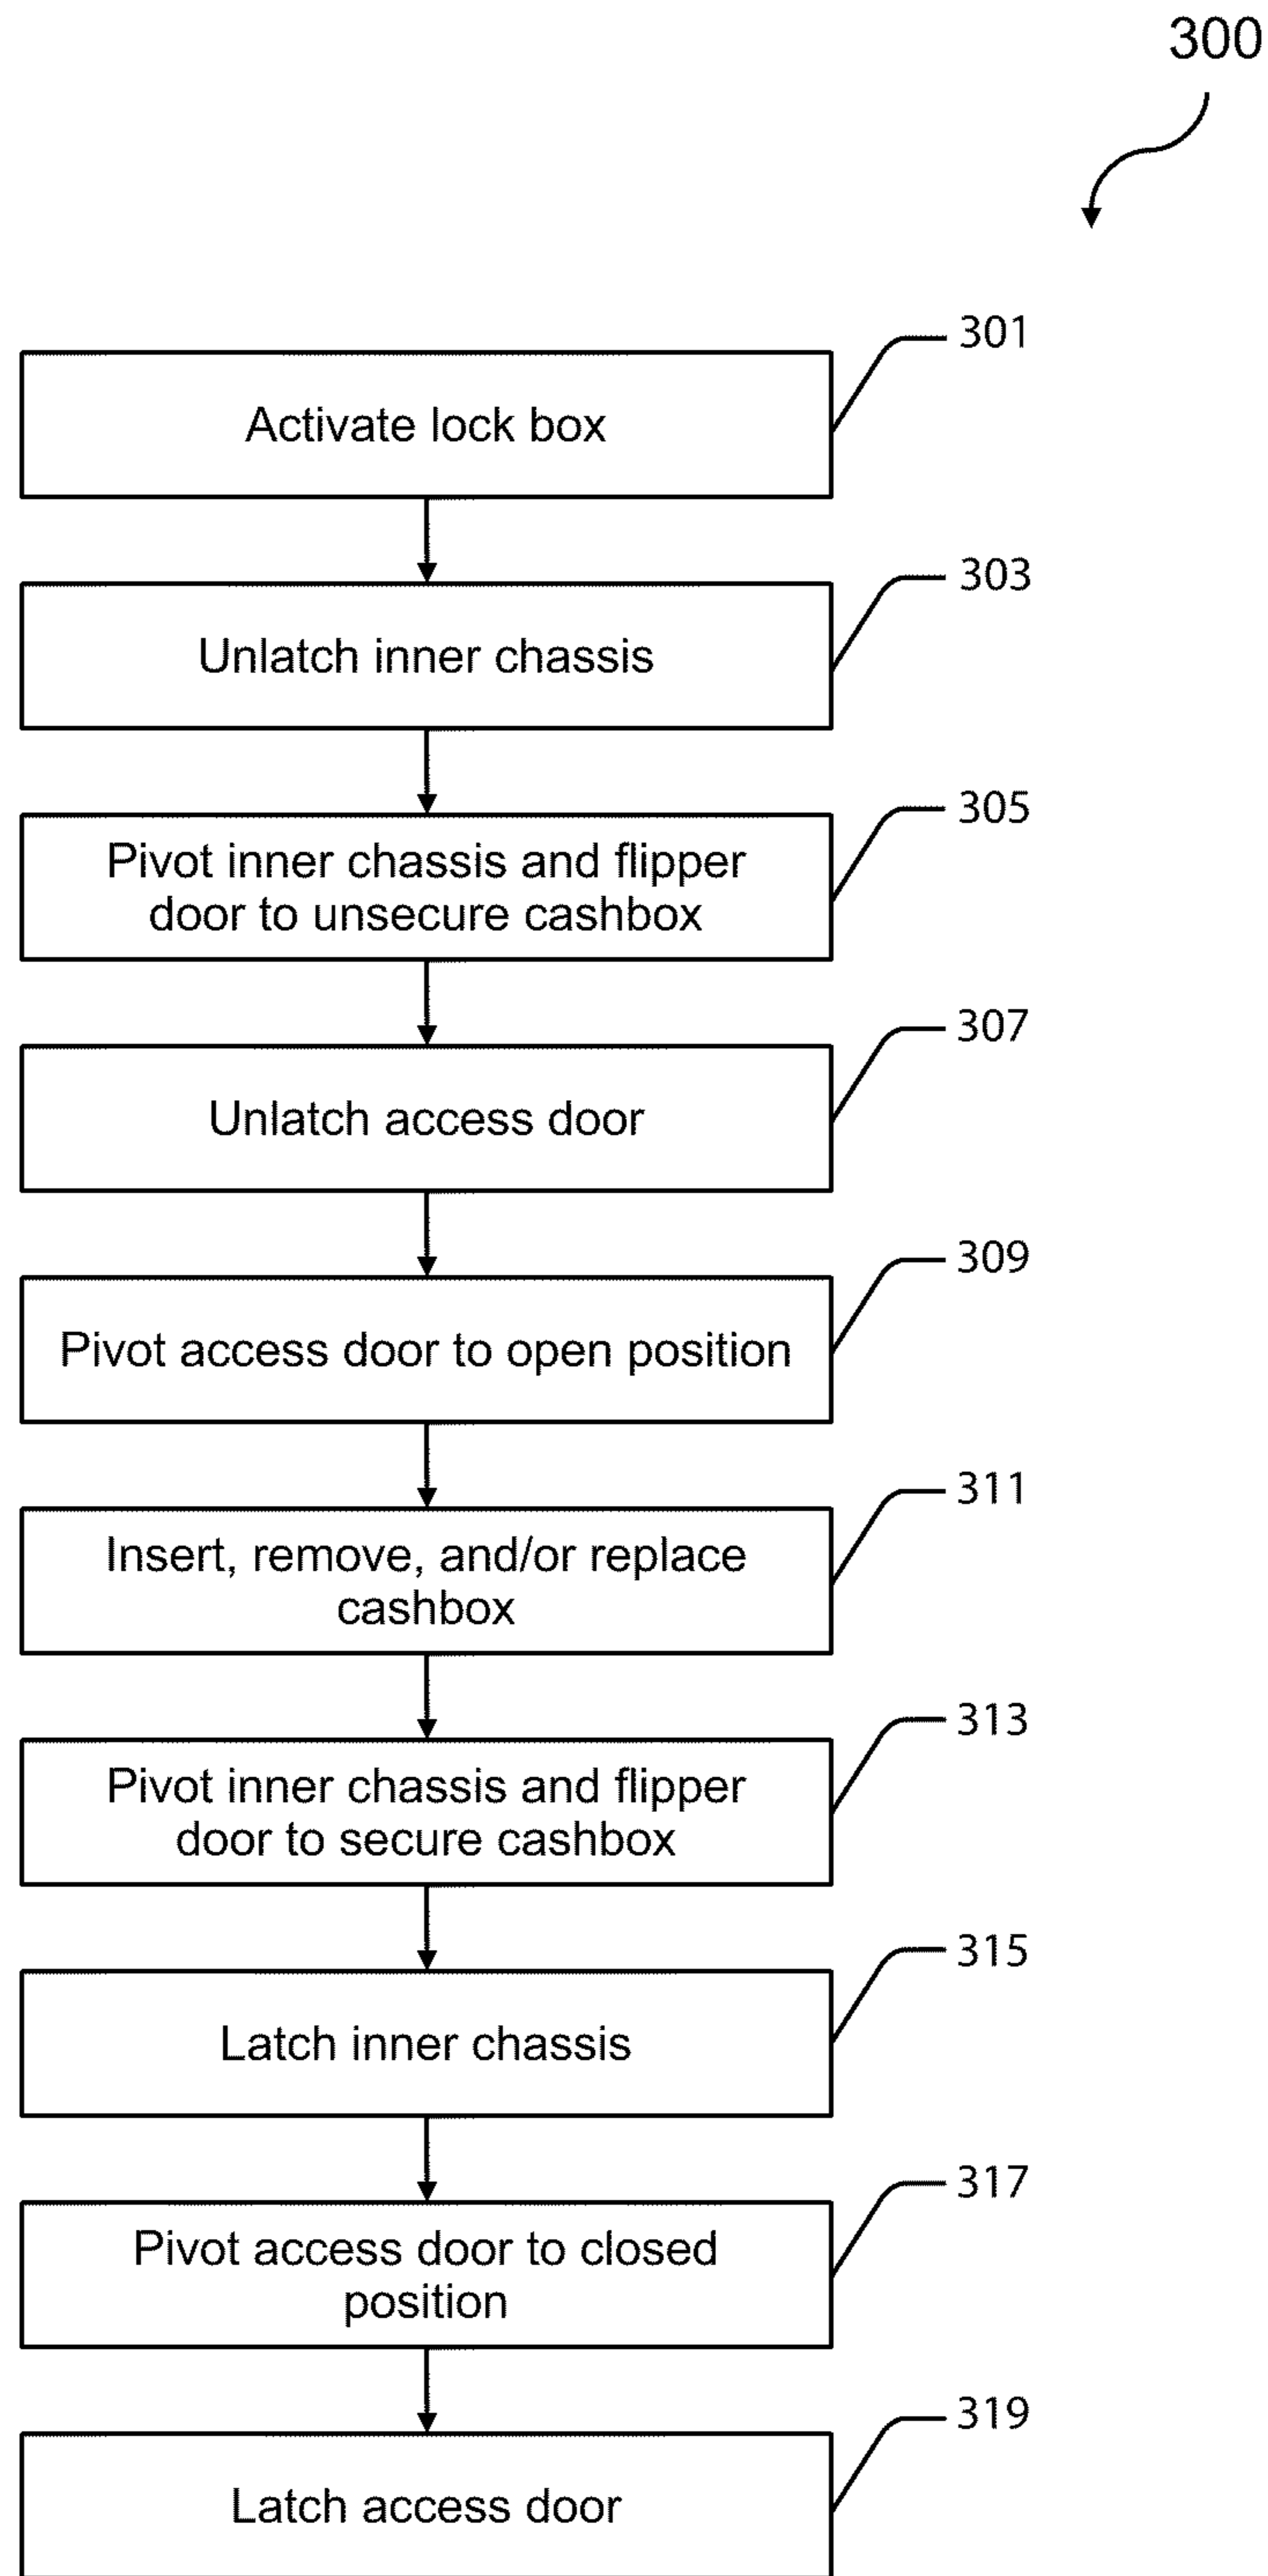 300
301
Activate lock box
303
Unlatch inner chassis
305
Pivot inner chassis and flipper
door to unsecure cashbox
307
Unlatch access door
309
Pivot access door to open position
311
Insert, remove, and/or replace
cashbox
313
Pivot inner chassis and flipper
door to secure cashbox
315
Latch inner chassis
317
Pivot access door to closed
position
319
Latch access door